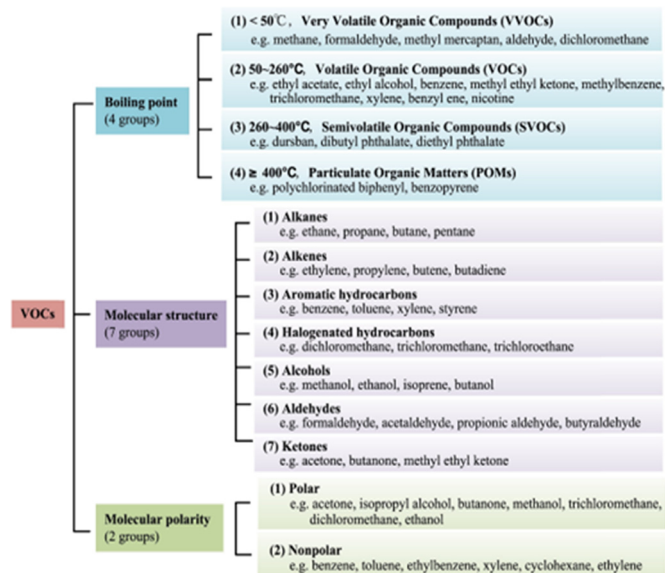 VOCs
Boiling point
(4 groups)
(1) < 50℃, Very Volatile Organic Compounds (VVOCs)
e.g. methane, formaldehyde, methyl mercaptan, aldehyde, dichloromethane
(2) 50~260℃, Volatile Organic Compounds (VOCs)
e.g. ethyl acetate, ethyl alcohol, benzene, methyl ethyl ketone, methylbenzene,
trichloromethane, xylene, benzyl ene, nicotine
(3) 260~400℃, Semivolatile Organic Compounds (SVOCs)
e.g. dursban, dibutyl phthalate, diethyl phthalate
(4) ≥ 400℃, Particulate Organic Matters (POMs)
e.g. polychlorinated biphenyl, benzopyrene
Molecular structure
(7 groups)
(1) Alkanes
e.g. ethane, propane, butane, pentane
(2) Alkenes
e.g. ethylene, propylene, butene, butadiene
(3) Aromatic hydrocarbons
e.g. benzene, toluene, xylene, styrene
(4) Halogenated hydrocarbons
e.g. dichloromethane, trichloromethane, trichloroethane
(5) Alcohols
e.g. methanol, ethanol, isoprene, butanol
(6) Aldehydes
e.g. formaldehyde, acetaldehyde, propionic aldehyde, butyraldehyde
(7) Ketones
e.g. acetone, butanone, methyl ethyl ketone
Molecular polarity
(2 groups)
(1) Polar
e.g. acetone, isopropyl alcohol, butanone, methanol, trichloromethane,
dichloromethane, ethanol
(2) Nonpolar
e.g. benzene, toluene, ethylbenzene, xylene, cyclohexane, ethylene